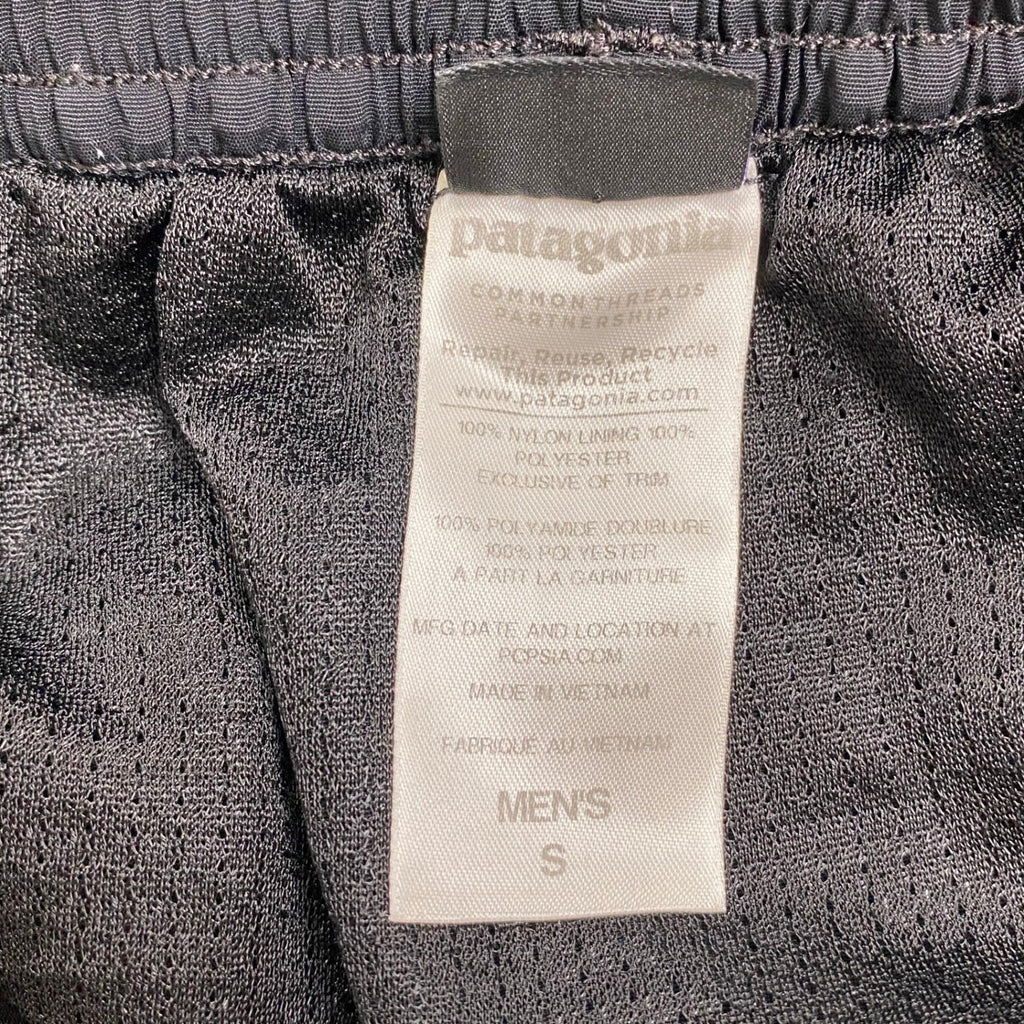 patagonia
COMMON THREADS
PARTNERSHIP
Repair, Reuse, Recycle
This Product
www.patagonia.com
100% NYLON LINING 100%
POLYESTER
EXCLUSIVE OF TRIM
100% POLYAMIDE DOUBLURE
100% POLYESTER
A PART LA GARNITURE
MFG DATE AND LOCATION AT
PCPSIA.COM
MADE IN VIETNAM
FABRIQUE AU VIETNAM
MEN'S
S